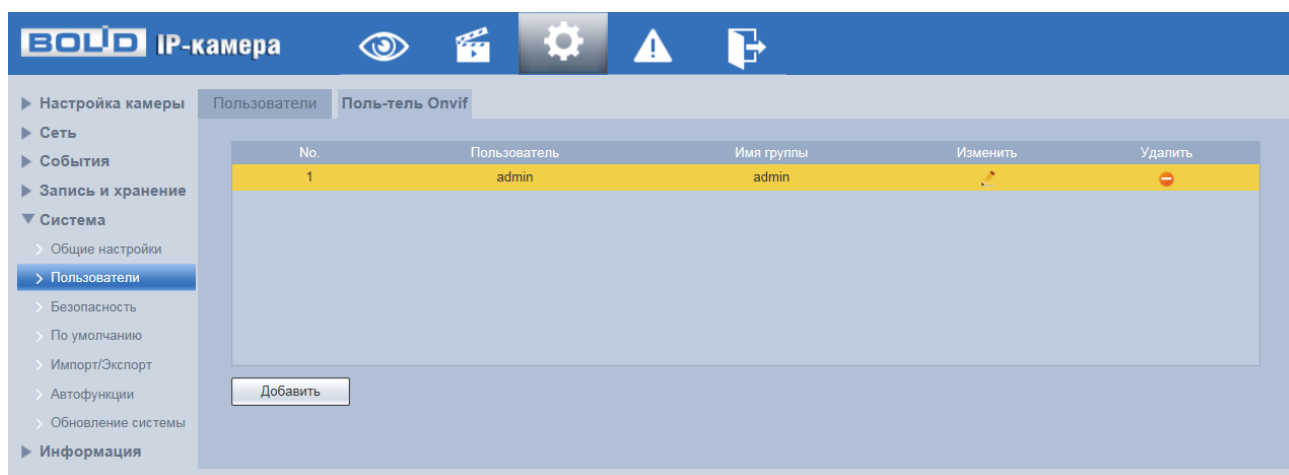 BOLID IP-камера
Настройка камеры
Сеть
События
Запись и хранение
Система
Общие настройки
Пользователи
Безопасность
По умолчанию
Импорт/Экспорт
Автофункции
Обновление системы
Информация
Пользователи Поль-тель Onvif
No. Пользователь Имя группы Изменить Удалить
1 admin admin
Добавить